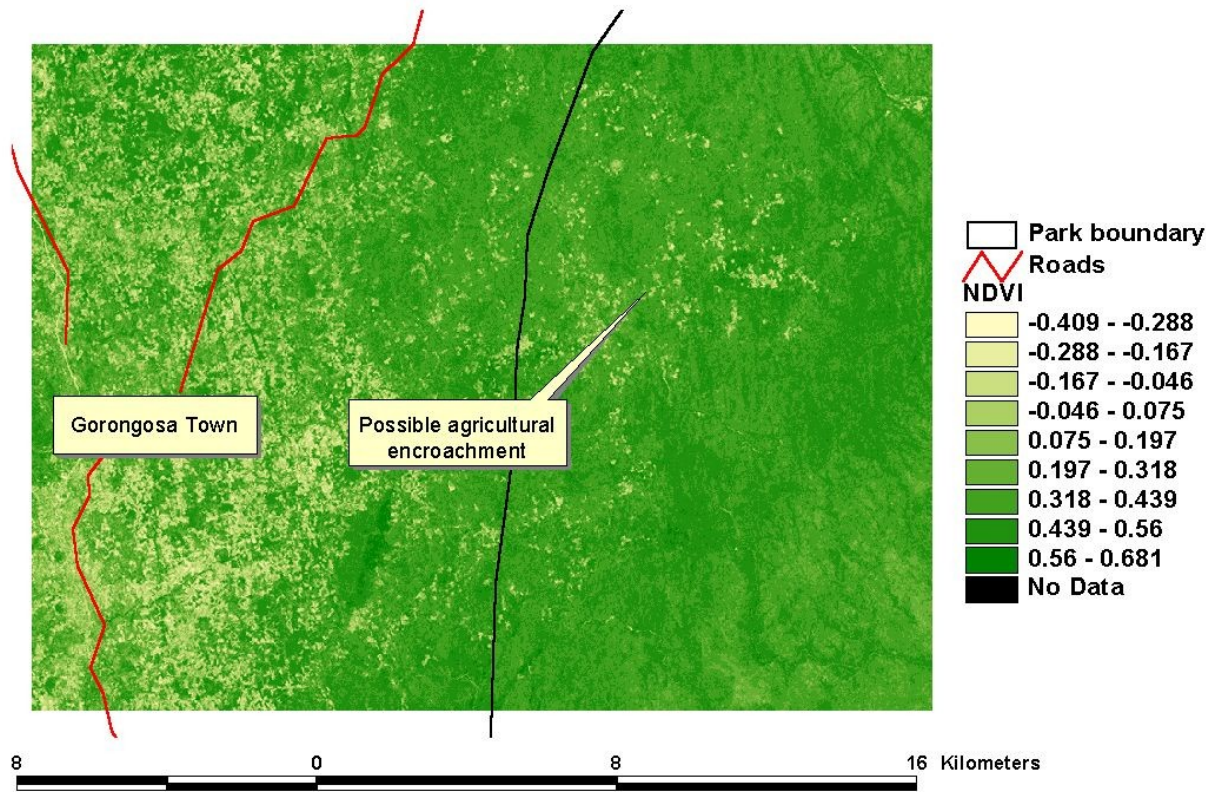 Park boundary
Roads
NDVI
-0.409 - -0.288
-0.288 - -0.167
-0.167 - -0.046
-0.046 - 0.075
0.075 - 0.197
0.197 - 0.318
0.318 - 0.439
0.439 - 0.56
0.56 - 0.681
No Data
Gorongosa Town
Possible agricultural
encroachment
8 0 8 16 Kilometers